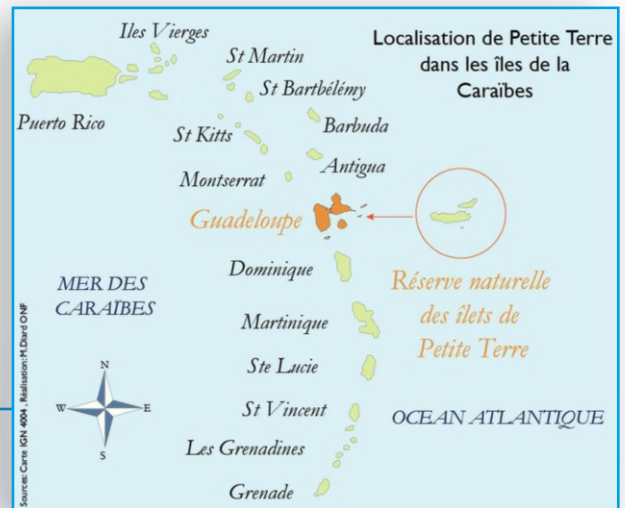 Localisation de Petite Terre
dans les îles de la
Caraïbes
Iles Vierges
St Martin
St Barthélémy
Puerto Rico
St Kitts
Barbuda
Antigua
Montserrat
Guadeloupe
Dominique
Réserve naturelle
des îlets de
Petite Terre
MER DES
CARAÏBES
Martinique
Ste Lucie
N
W
E
S
St Vincent
OCEAN ATLANTIQUE
Les Grenadines
Grenade
Sources: Carte IGN 4004 , Réalisation: M.Diard ONF